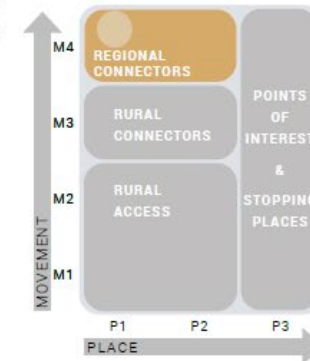 M4
REGIONAL
CONNECTORS
M3
RURAL
CONNECTORS
M2
RURAL
ACCESS
M1
POINTS
OF
INTEREST
&
STOPPING
PLACES
MOVEMENT
P1 P2 P3
PLACE